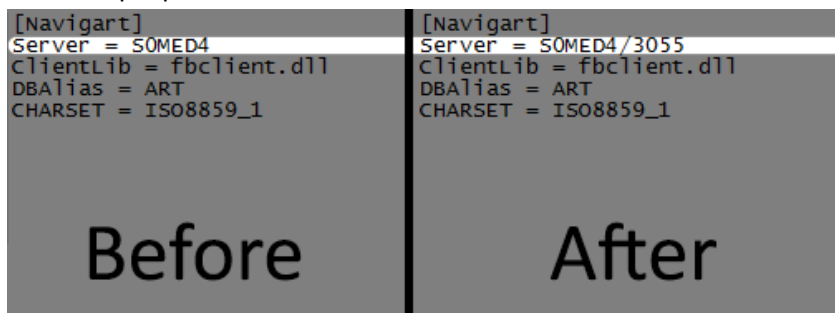 [Navigart]
Server = SOMED4
ClientLib = fbclient.dll
DBAlias = ART
CHARSET = ISO8859_1
Before
[Navigart]
Server = SOMED4/3055
ClientLib = fbclient.dll
DBAlias = ART
CHARSET = ISO8859_1
After